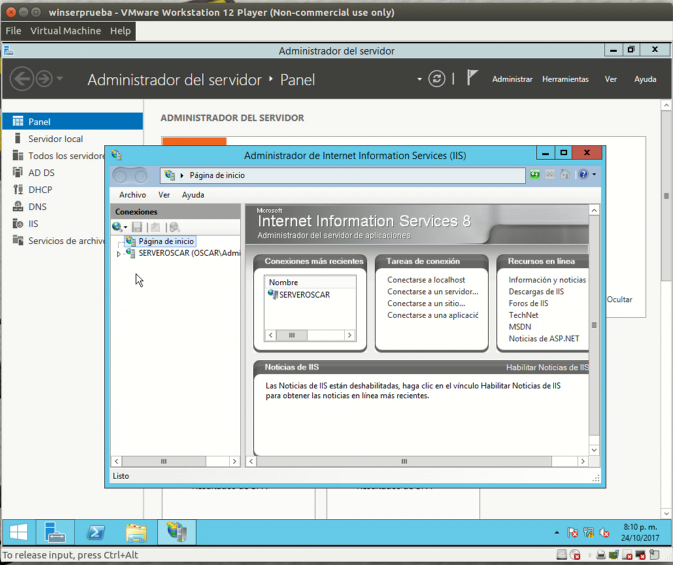 winserprueba - VMware Workstation 12 Player (Non-commercial use only)
File Virtual Machine Help
Administrador del servidor
Administrador del servidor Panel
Administrar Herramientas Ver Ayuda
Panel
Servidor local
Todos los servidore
AD DS
DHCP
DNS
IIS
Servicios de archiv
ADMINISTRADOR DEL SERVIDOR
Administrador de Internet Information Services (IIS)
Página de inicio
Archivo Ver Ayuda
Conexiones
Página de inicio
SERVEROSCAR (OSCAR\Admi
Microsoft
Internet Information Services 8
Administrador del servidor de aplicaciones
Conexiones más recientes
Nombre
SERVEROSCAR
Tareas de conexión
Conectarse a localhost
Conectarse a un servidor...
Conectarse a un sitio...
Conectarse a una aplicació
Recursos en línea
Información y noticias
Descargas de IIS
Foros de IIS
TechNet
MSDN
Noticias de ASP.NET
Noticias de IIS
Habilitar Noticias de IIS
Las Noticias de IIS están deshabilitadas, haga clic en el vínculo Habilitar Noticias de IIS
para obtener las noticias en línea más recientes.
Listo
Ocultar
8:10 p. m.
24/10/2017
To release input, press Ctrl+Alt